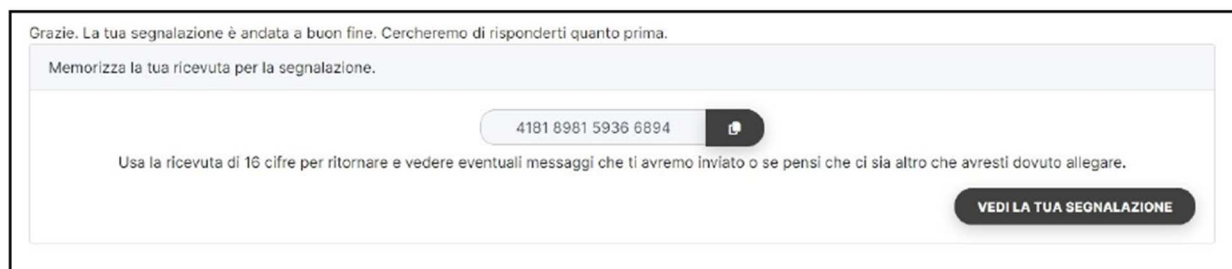 Grazie. La tua segnalazione è andata a buon fine. Cercheremo di risponderti quanto prima.
Memorizza la tua ricevuta per la segnalazione.
4181 8981 5936 6894
Usa la ricevuta di 16 cifre per ritornare e vedere eventuali messaggi che ti avremo inviato o se pensi che ci sia altro che avresti dovuto allegare.
VEDI LA TUA SEGNALAZIONE